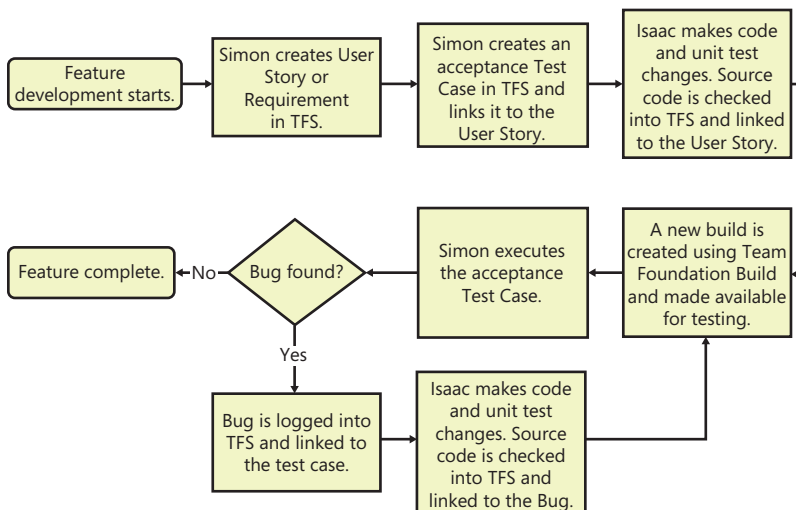 Feature
development starts.
Simon creates User
Story or
Requirement
in TFS.
Simon creates an
acceptance Test
Case in TFS and
links it to the
User Story.
Isaac makes code
and unit test
changes. Source
code is checked
into TFS and linked
to the User Story.
A new build is
created using Team
Foundation Build
and made available
for testing.
Simon executes
the acceptance
Test Case.
Bug found?
No
Feature complete.
Yes
Bug is logged into
TFS and linked to
the test case.
Isaac makes code
and unit test
changes. Source
code is checked
into TFS and
linked to the Bug.